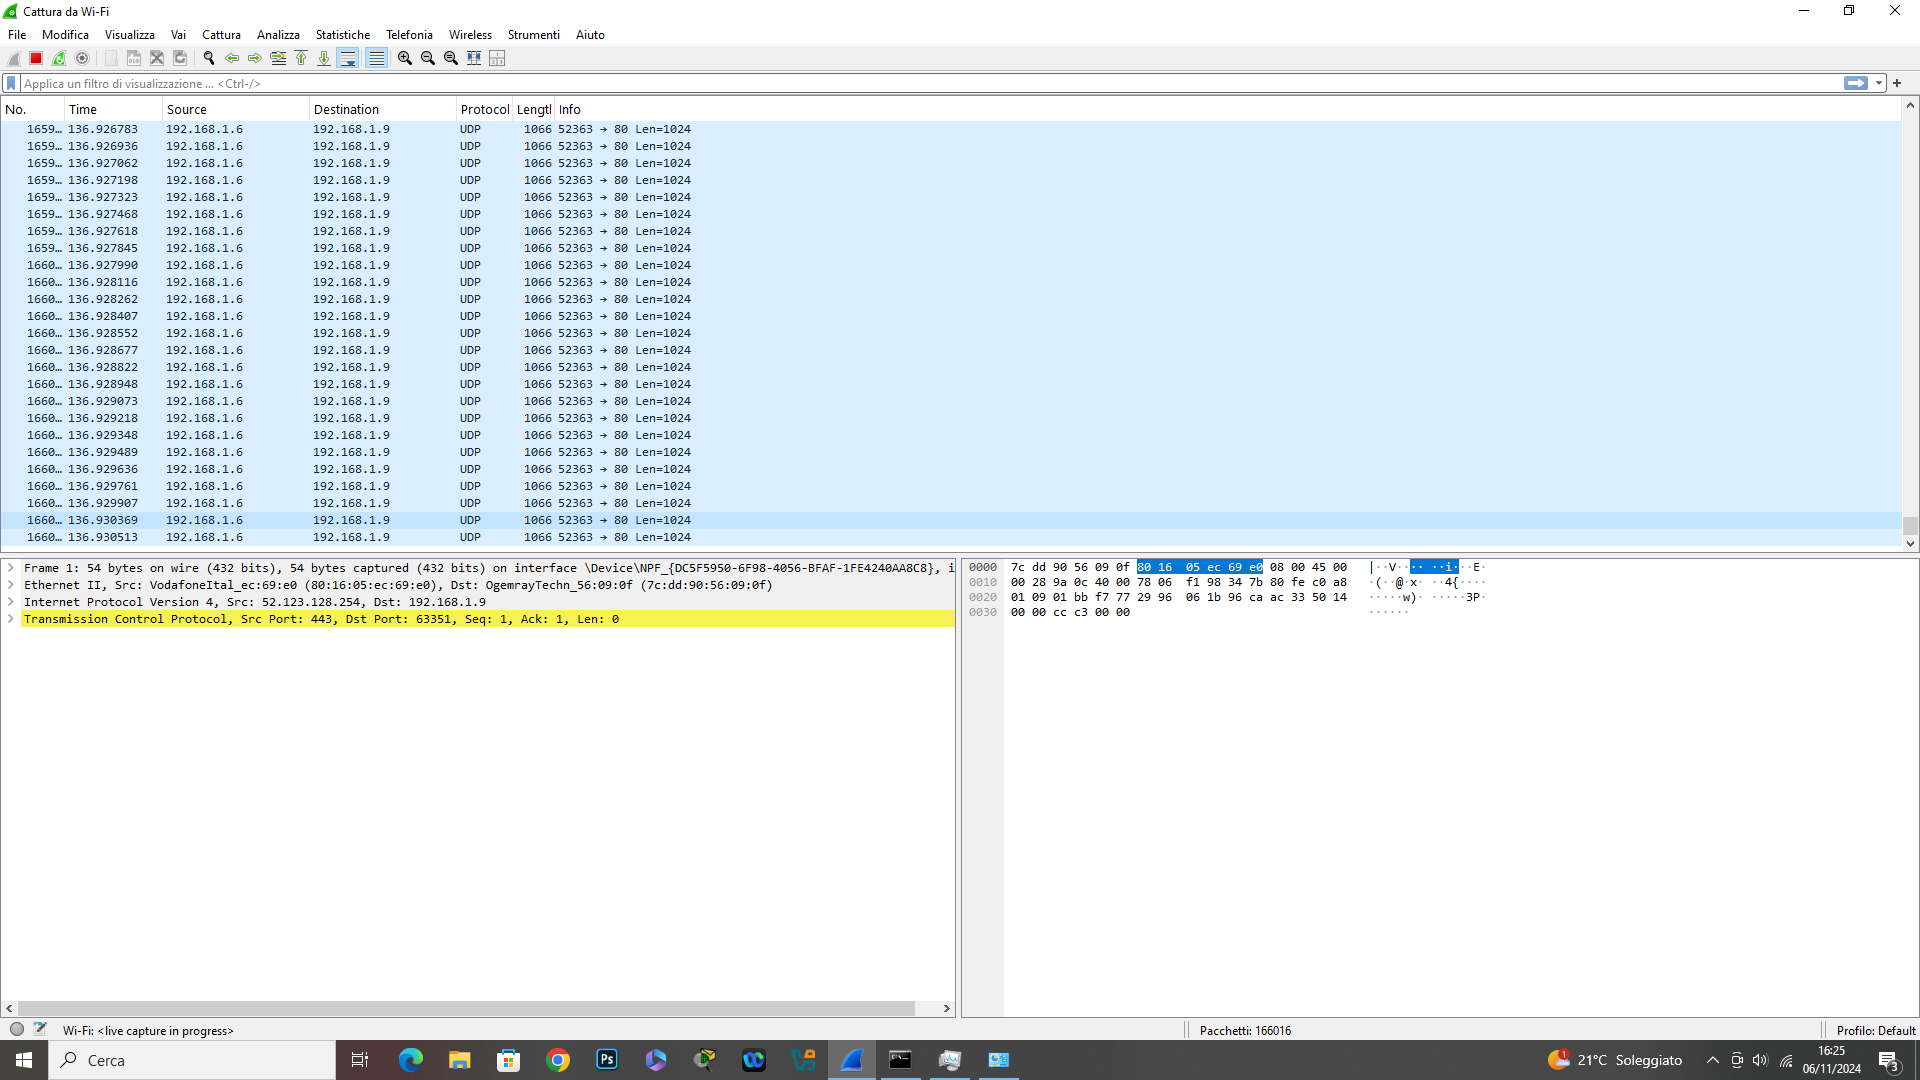 Cattura da Wi-Fi
File Modifica Visualizza Vai Cattura Analizza Statistiche Telefonia Wireless Strumenti Aiuto
Applica un filtro di visualizzazione ... <Ctrl-/>
No. Time Source Destination Protocol Lengtl Info
1659… 136.926783 192.168.1.6 192.168.1.9 UDP 1066 52363 → 80 Len=1024
1659… 136.926936 192.168.1.6 192.168.1.9 UDP 1066 52363 → 80 Len=1024
1659… 136.927062 192.168.1.6 192.168.1.9 UDP 1066 52363 → 80 Len=1024
1659… 136.927198 192.168.1.6 192.168.1.9 UDP 1066 52363 → 80 Len=1024
1659… 136.927323 192.168.1.6 192.168.1.9 UDP 1066 52363 → 80 Len=1024
1659… 136.927468 192.168.1.6 192.168.1.9 UDP 1066 52363 → 80 Len=1024
1659… 136.927618 192.168.1.6 192.168.1.9 UDP 1066 52363 → 80 Len=1024
1659… 136.927845 192.168.1.6 192.168.1.9 UDP 1066 52363 → 80 Len=1024
1660… 136.927990 192.168.1.6 192.168.1.9 UDP 1066 52363 → 80 Len=1024
1660… 136.928116 192.168.1.6 192.168.1.9 UDP 1066 52363 → 80 Len=1024
1660… 136.928262 192.168.1.6 192.168.1.9 UDP 1066 52363 → 80 Len=1024
1660… 136.928407 192.168.1.6 192.168.1.9 UDP 1066 52363 → 80 Len=1024
1660… 136.928552 192.168.1.6 192.168.1.9 UDP 1066 52363 → 80 Len=1024
1660… 136.928677 192.168.1.6 192.168.1.9 UDP 1066 52363 → 80 Len=1024
1660… 136.928822 192.168.1.6 192.168.1.9 UDP 1066 52363 → 80 Len=1024
1660… 136.928948 192.168.1.6 192.168.1.9 UDP 1066 52363 → 80 Len=1024
1660… 136.929073 192.168.1.6 192.168.1.9 UDP 1066 52363 → 80 Len=1024
1660… 136.929218 192.168.1.6 192.168.1.9 UDP 1066 52363 → 80 Len=1024
1660… 136.929348 192.168.1.6 192.168.1.9 UDP 1066 52363 → 80 Len=1024
1660… 136.929489 192.168.1.6 192.168.1.9 UDP 1066 52363 → 80 Len=1024
1660… 136.929636 192.168.1.6 192.168.1.9 UDP 1066 52363 → 80 Len=1024
1660… 136.929761 192.168.1.6 192.168.1.9 UDP 1066 52363 → 80 Len=1024
1660… 136.929907 192.168.1.6 192.168.1.9 UDP 1066 52363 → 80 Len=1024
1660… 136.930369 192.168.1.6 192.168.1.9 UDP 1066 52363 → 80 Len=1024
1660… 136.930513 192.168.1.6 192.168.1.9 UDP 1066 52363 → 80 Len=1024
Frame 1: 54 bytes on wire (432 bits), 54 bytes captured (432 bits) on interface \Device\NPF_{DC5F5950-6F98-4056-BFAF-1FE4240AA8C8}, i
Ethernet II, Src: VodafoneItal_ec:69:e0 (80:16:05:ec:69:e0), Dst: OgemrayTechn_56:09:0f (7c:dd:90:56:09:0f)
Internet Protocol Version 4, Src: 52.123.128.254, Dst: 192.168.1.9
Transmission Control Protocol, Src Port: 443, Dst Port: 63351, Seq: 1, Ack: 1, Len: 0
0000 7c dd 90 56 09 0f 80 16 05 ec 69 e0 08 00 45 00 |··V·· ····i···E·
0010 00 28 9a 0c 40 00 78 06 f1 98 34 7b 80 fe c0 a8 ·(··@·x· ··4{····
0020 01 09 01 bb f7 77 29 96 06 1b 96 ca ac 33 50 14 ·····w)· ·····3P·
0030 00 00 cc c3 00 00 ······
Wi-Fi: <live capture in progress> Pacchetti: 166016 Profilo: Default
Cerca
Ps
1
21°C Soleggiato
16:25
06/11/2024
3